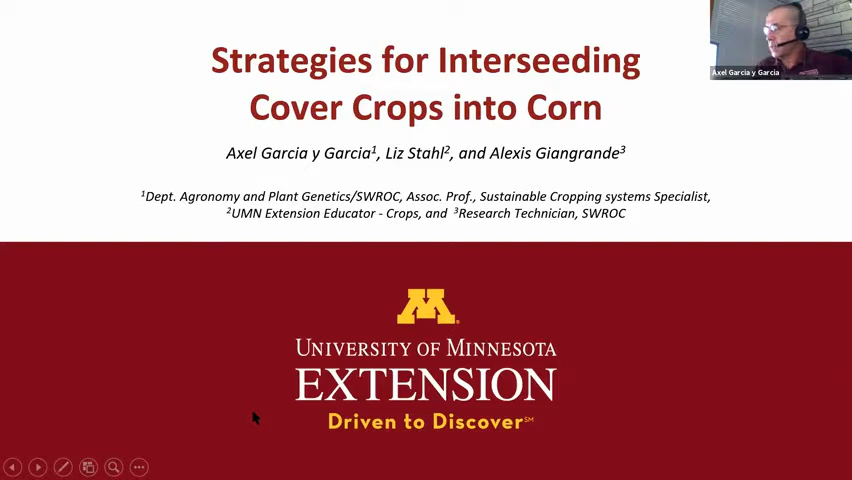 Strategies for Interseeding
Cover Crops into Corn
Axel Garcia y Garcia¹, Liz Stahl², and Alexis Giangrande³
¹Dept. Agronomy and Plant Genetics/SWROC, Assoc. Prof., Sustainable Cropping systems Specialist,
²UMN Extension Educator - Crops, and ³Research Technician, SWROC
Axel Garcia y Garcia
M
UNIVERSITY OF MINNESOTA
EXTENSION
Driven to Discover℠